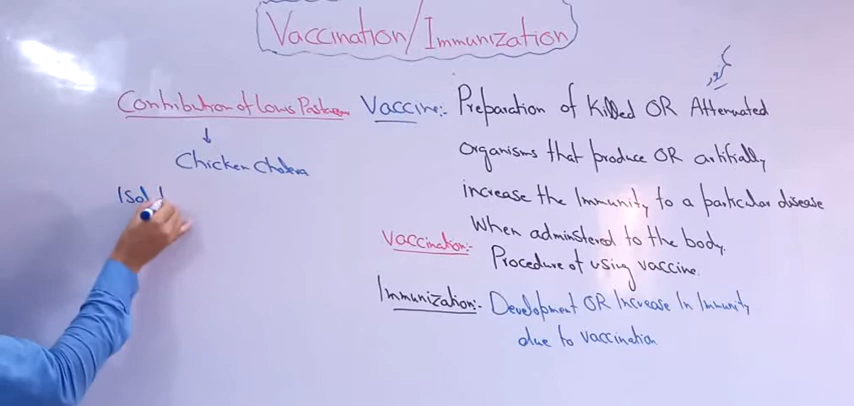 Vaccination/Immunization
Contribution of Louis Pasteur
↓
Chicken Cholera
Isol
Vaccine:- Preparation of Killed OR Attenuated
Organisms that produce OR artifially
increase the Immunity to a particular disease
When adminstered to the body.
Vaccination:- Procedure of using vaccine.
Immunization:- Development OR Increase In Immunity
due to vaccination